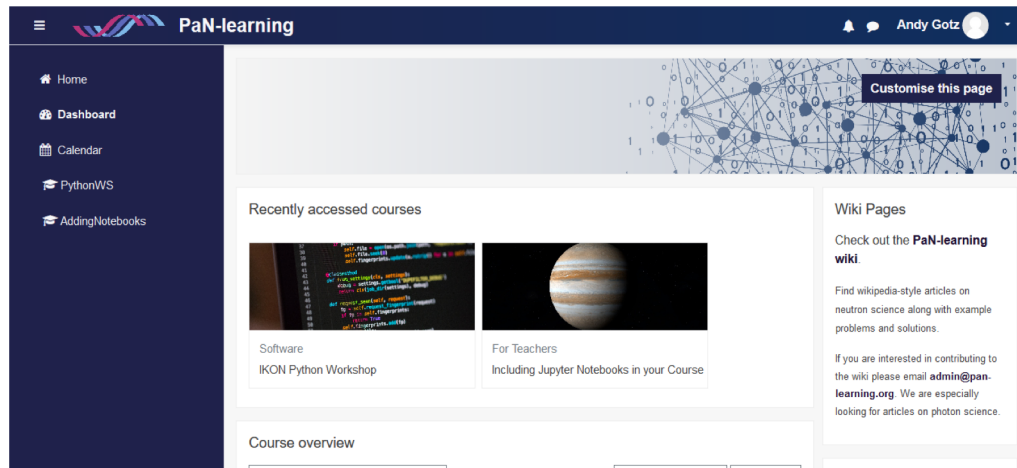 PaN-learning
Andy Gotz
Home
Dashboard
Calendar
PythonWS
AddingNotebooks
Customise this page
Recently accessed courses
Software
IKON Python Workshop
For Teachers
Including Jupyter Notebooks in your Course
Course overview
Wiki Pages
Check out the PaN-learning
wiki.
Find wikipedia-style articles on
neutron science along with example
problems and solutions.
If you are interested in contributing to
the wiki please email admin@pan-
learning.org. We are especially
looking for articles on photon science.